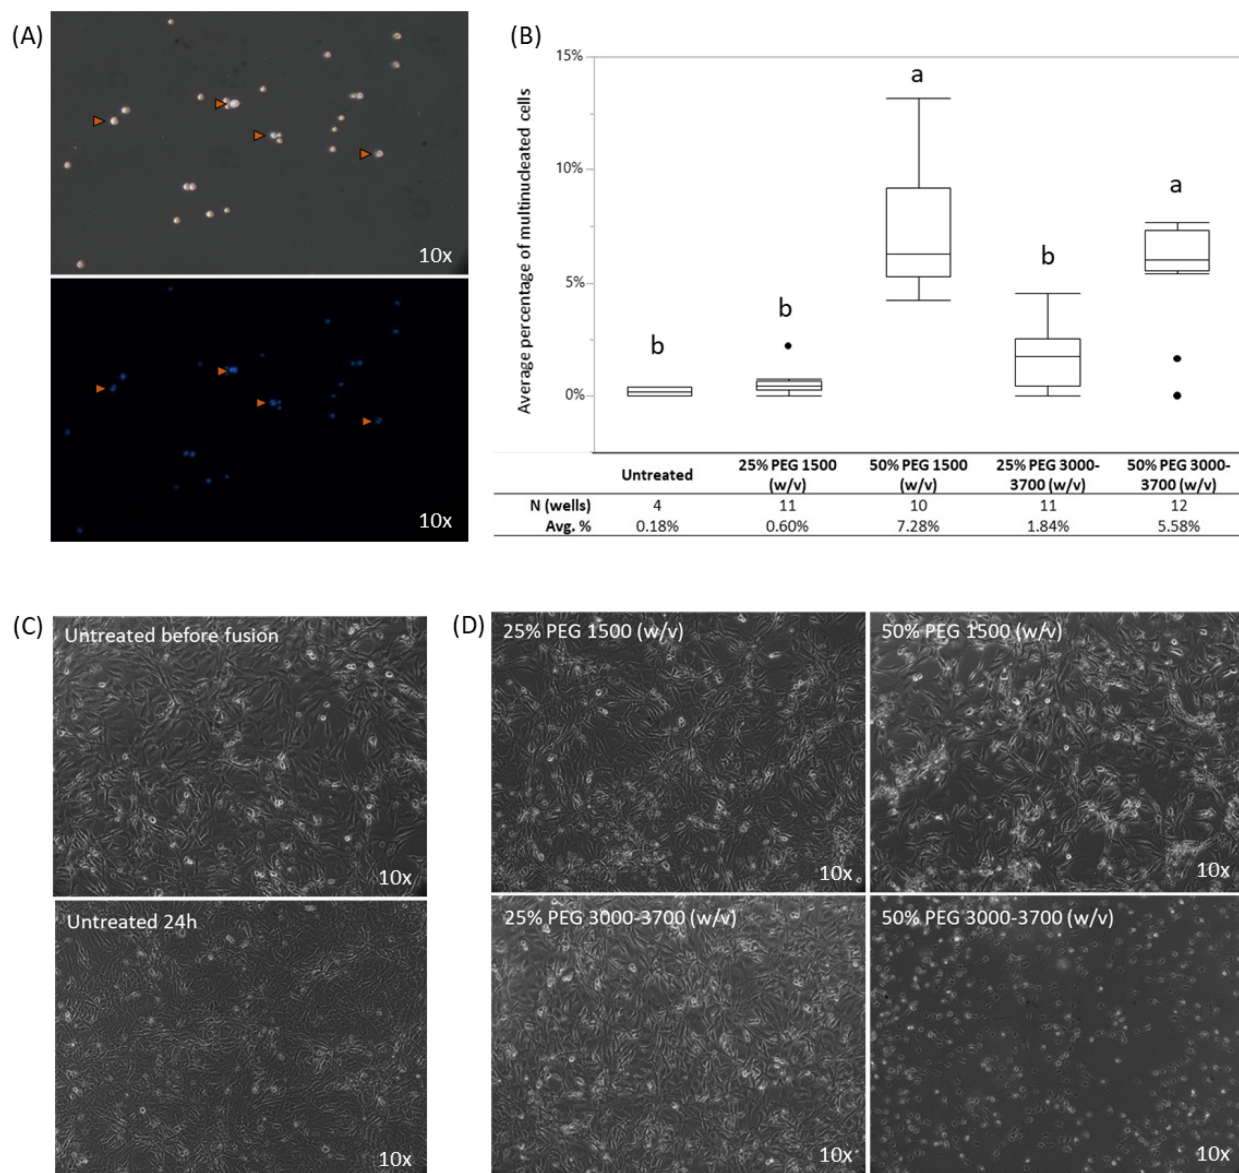 (A)
10x
10x
(B)
Average percentage of multinucleated cells
15%
10%
5%
0%
b
b
a
b
a
Untreated
25% PEG 1500
(w/v)
50% PEG 1500
(w/v)
25% PEG 3000-
3700 (w/v)
50% PEG 3000-
3700 (w/v)
N (wells) 4 11 10 11 12
Avg. % 0.18% 0.60% 7.28% 1.84% 5.58%
(C)
Untreated before fusion
10x
Untreated 24h
10x
(D)
25% PEG 1500 (w/v)
10x
50% PEG 1500 (w/v)
10x
25% PEG 3000-3700 (w/v)
10x
50% PEG 3000-3700 (w/v)
10x